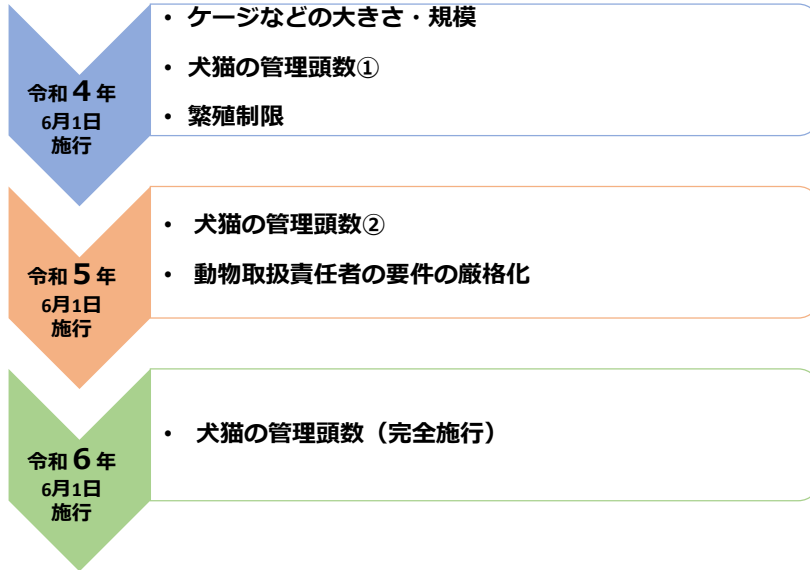 令和４年
6月1日
施行
・ ケージなどの大きさ・規模
・ 犬猫の管理頭数①
・ 繁殖制限
令和５年
6月1日
施行
・ 犬猫の管理頭数②
・ 動物取扱責任者の要件の厳格化
令和６年
6月1日
施行
・ 犬猫の管理頭数（完全施行）